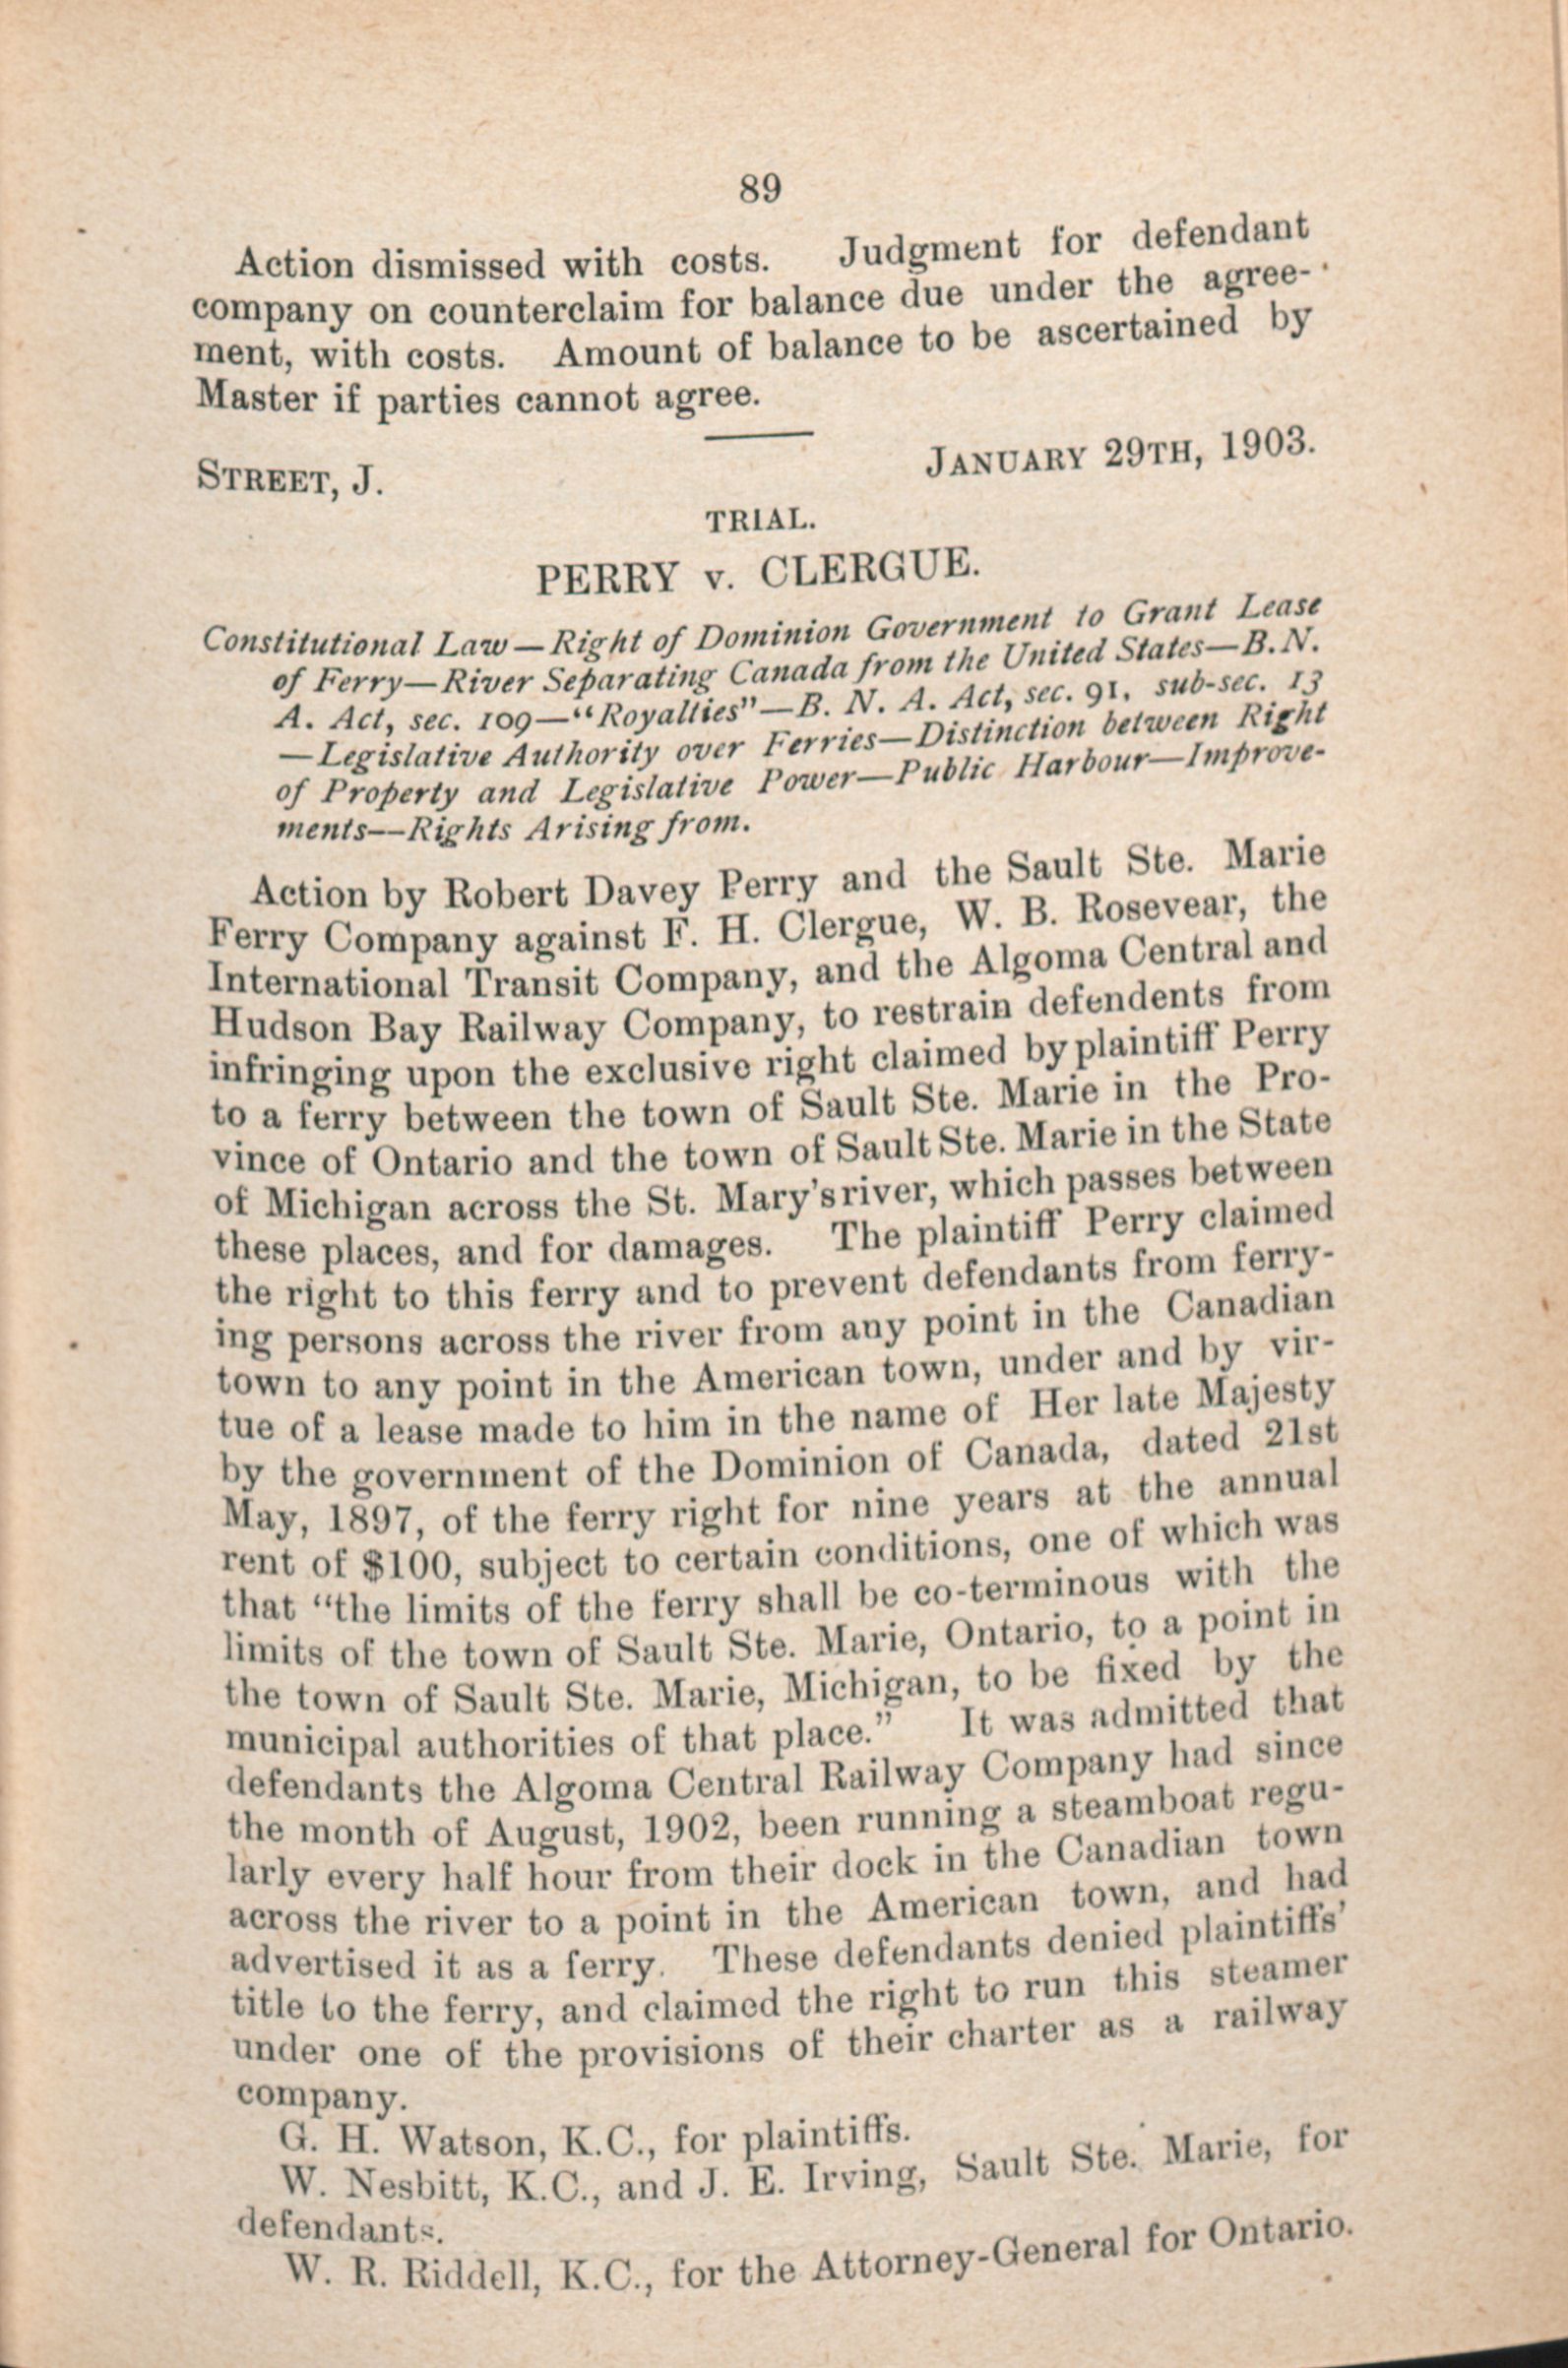 89
Action dismissed with costs. Judgment for defendant
company on counterclaim for balance due under the agree-
ment, with costs. Amount of balance to be ascertained by
Master if parties cannot agree.
STREET, J.
JANUARY 29TH, 1903.
TRIAL.
PERRY v. CLERGUE.
Constitutional Law—Right of Dominion Government to Grant Lease
of Ferry—River Separating Canada from the United States—B.N.
A. Act, sec. 109—"Royalties"—B. N. A. Act, sec. 91, sub-sec. 13
—Legislative Authority over Ferries—Distinction between Right
of Property and Legislative Power—Public Harbour—Improve-
ments—Rights Arising from.
Action by Robert Davey Perry and the Sault Ste. Marie
Ferry Company against F. H. Clergue, W. B. Rosevear, the
International Transit Company, and the Algoma Central and
Hudson Bay Railway Company, to restrain defendents from
infringing upon the exclusive right claimed by plaintiff Perry
to a ferry between the town of Sault Ste. Marie in the Pro-
vince of Ontario and the town of Sault Ste. Marie in the State
of Michigan across the St. Mary's river, which passes between
these places, and for damages. The plaintiff Perry claimed
the right to this ferry and to prevent defendants from ferry-
ing persons across the river from any point in the Canadian
town to any point in the American town, under and by vir-
tue of a lease made to him in the name of Her late Majesty
by the government of the Dominion of Canada, dated 21st
May, 1897, of the ferry right for nine years at the annual
rent of $100, subject to certain conditions, one of which was
that "the limits of the ferry shall be co-terminous with the
limits of the town of Sault Ste. Marie, Ontario, to a point in
the town of Sault Ste. Marie, Michigan, to be fixed by the
municipal authorities of that place." It was admitted that
defendants the Algoma Central Railway Company had since
the month of August, 1902, been running a steamboat regu-
larly every half hour from their dock in the Canadian town
across the river to a point in the American town, and had
advertised it as a ferry. These defendants denied plaintiffs'
title to the ferry, and claimed the right to run this steamer
under one of the provisions of their charter as a railway
company.
G. H. Watson, K.C., for plaintiffs.
W. Nesbitt, K.C., and J. E. Irving, Sault Ste. Marie, for
defendants.
W. R. Riddell, K.C., for the Attorney-General for Ontario.